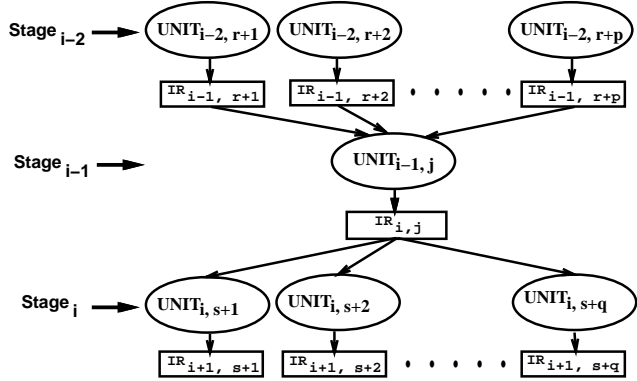 Stage i−2 UNIT i−2, r+1 UNIT i−2, r+2 UNIT i−2, r+p
IR i−1, r+1 IR i−1, r+2 . . . . . IR i−1, r+p
Stage i−1 UNIT i−1, j
IR i,j
Stage i UNIT i, s+1 UNIT i, s+2 UNIT i, s+q
IR i+1, s+1 IR i+1, s+2 . . . . . IR i+1, s+q